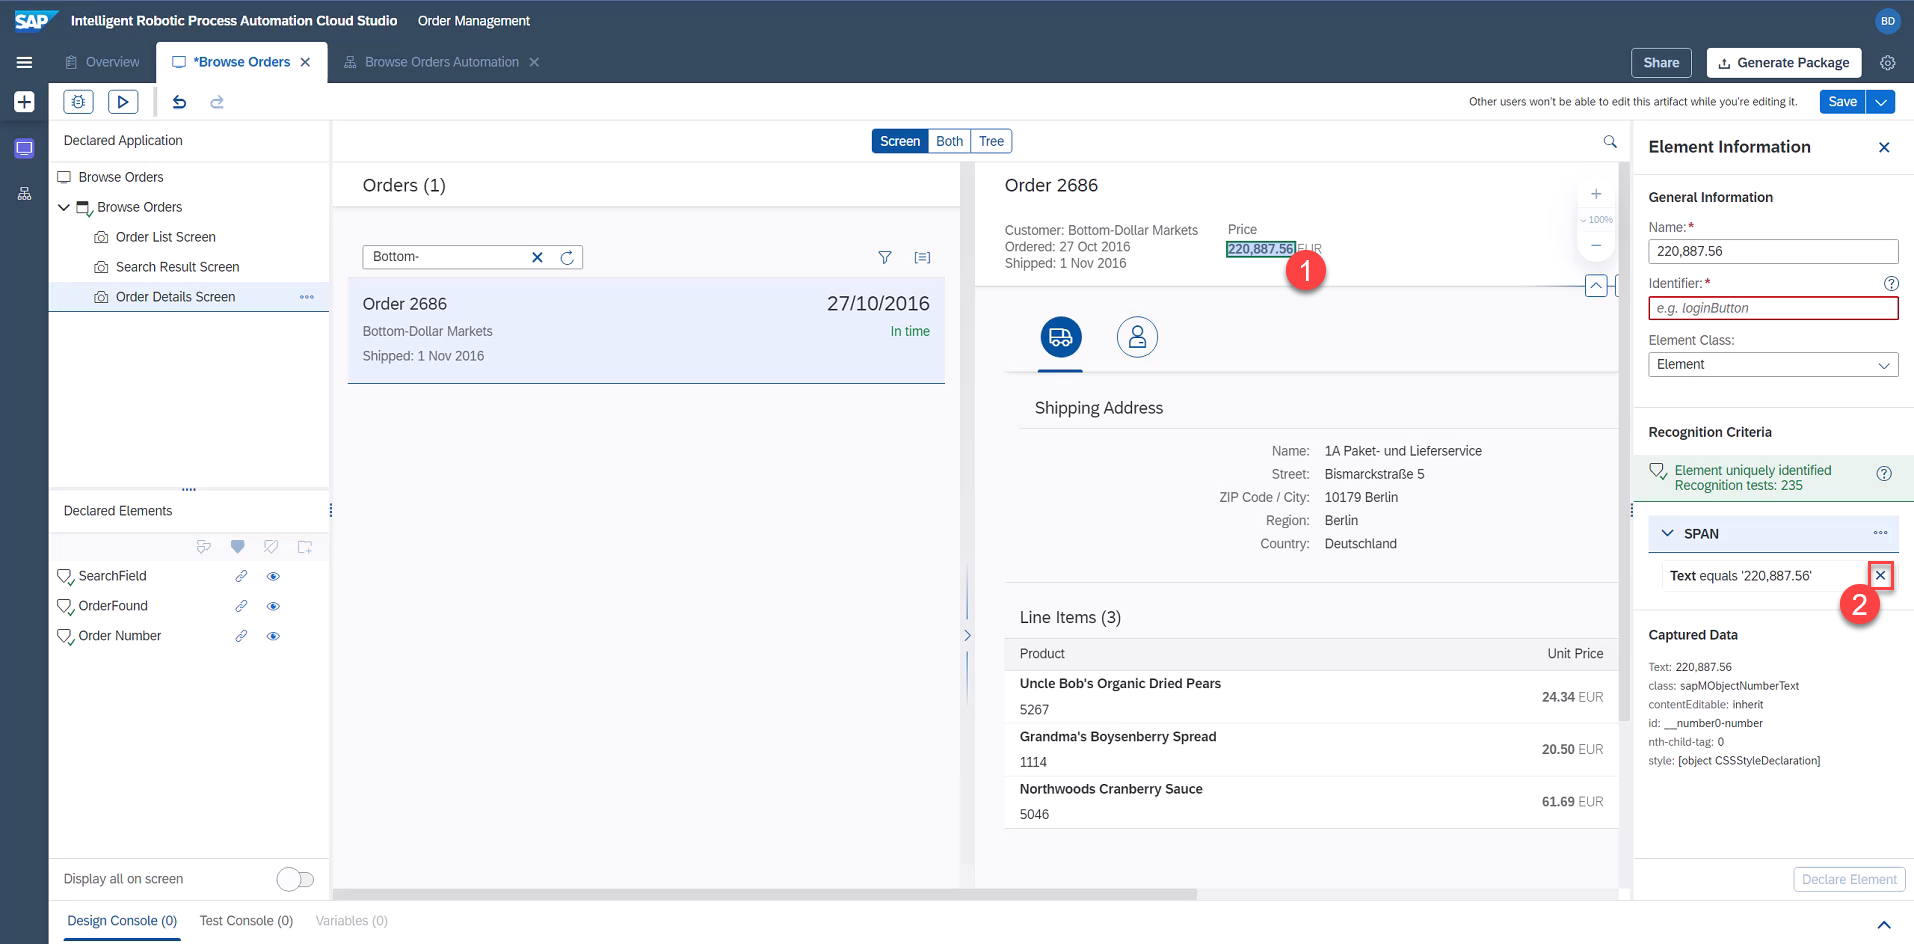 SAP Intelligent Robotic Process Automation Cloud Studio Order Management BD
Overview *Browse Orders Browse Orders Automation Share Generate Package
Other users won't be able to edit this artifact while you're editing it. Save
Declared Application
Browse Orders
Browse Orders
Order List Screen
Search Result Screen
Order Details Screen
Declared Elements
SearchField
OrderFound
Order Number
Display all on screen
Screen Both Tree
Orders (1)
Bottom-
Order 2686 27/10/2016
Bottom-Dollar Markets In time
Shipped: 1 Nov 2016
Order 2686
Customer: Bottom-Dollar Markets
Ordered: 27 Oct 2016
Shipped: 1 Nov 2016
Price
220,887.56 EUR
1
100%
Shipping Address
Name: 1A Paket- und Lieferservice
Street: Bismarckstraße 5
ZIP Code / City: 10179 Berlin
Region: Berlin
Country: Deutschland
Line Items (3)
Product Unit Price
Uncle Bob's Organic Dried Pears
5267
24.34 EUR
Grandma's Boysenberry Spread
1114
20.50 EUR
Northwoods Cranberry Sauce
5046
61.69 EUR
Element Information
General Information
Name:*
220,887.56
Identifier:*
e.g. loginButton
Element Class:
Element
Recognition Criteria
Element uniquely identified
Recognition tests: 235
SPAN
Text equals '220,887.56'
2
Captured Data
Text: 220,887.56
class: sapMObjectNumberText
contentEditable: inherit
id: __number0-number
nth-child-tag: 0
style: [object CSSStyleDeclaration]
Declare Element
Design Console (0) Test Console (0) Variables (0)